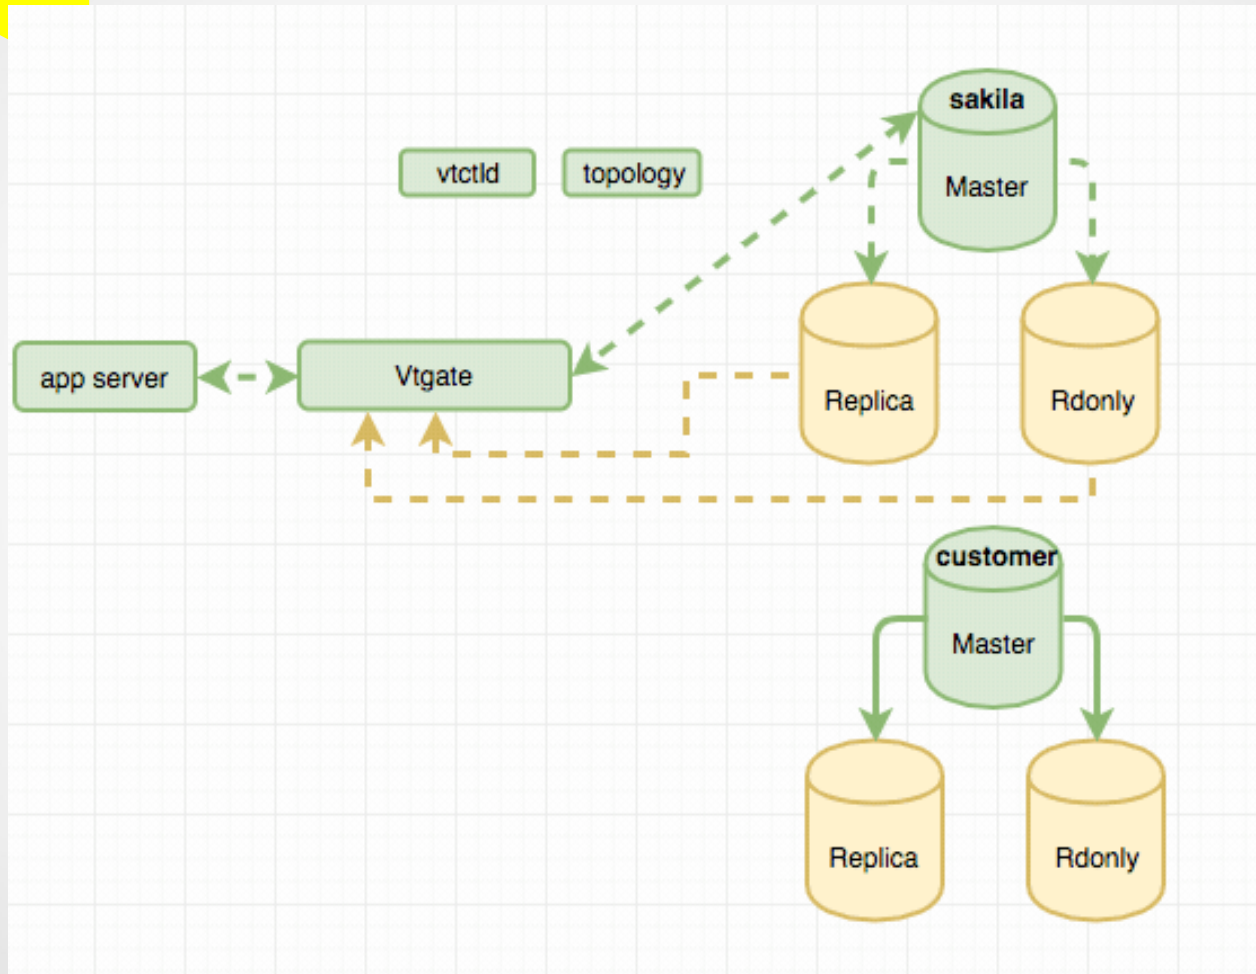 sakila
Master
vtctld
topology
app server
Vtgate
Replica
Rdonly
customer
Master
Replica
Rdonly